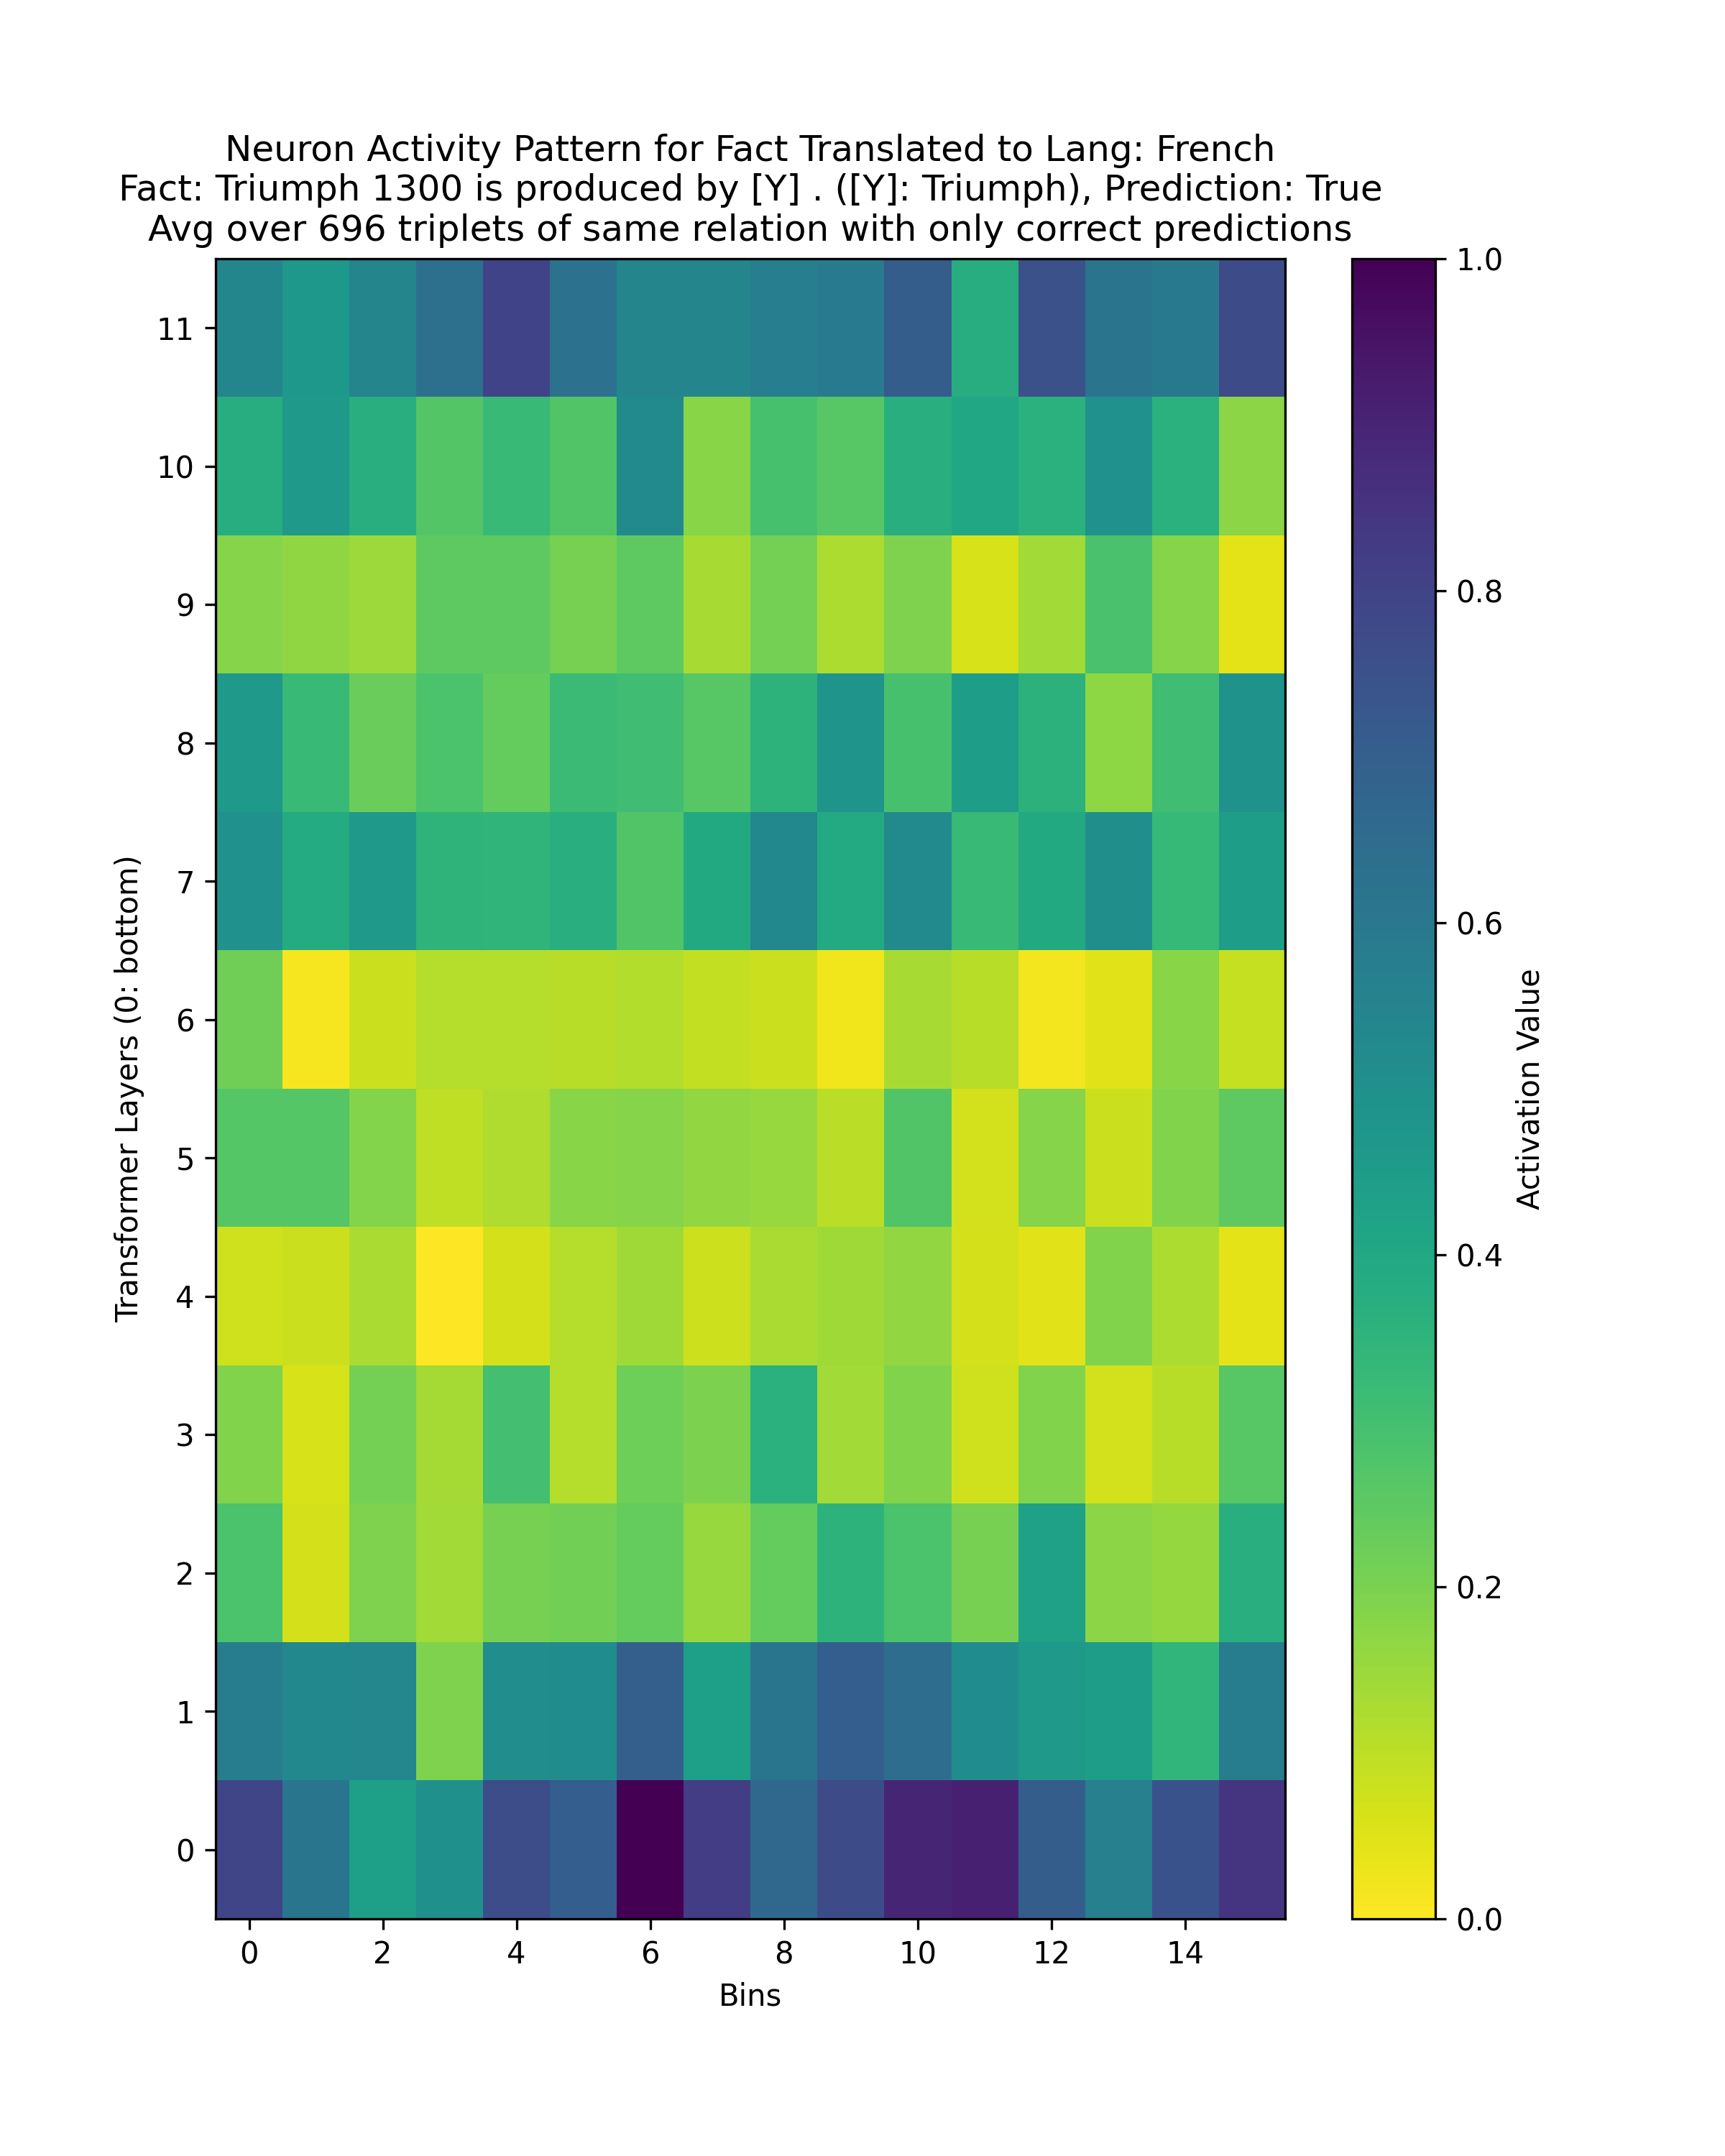 Neuron Activity Pattern for Fact Translated to Lang: French
Fact: Triumph 1300 is produced by [Y] . ([Y]: Triumph), Prediction: True
Avg over 696 triplets of same relation with only correct predictions
11
10
9
8
7
6
5
4
3
2
1
0
Transformer Layers (0: bottom)
0 2 4 6 8 10 12 14
Bins
1.0
0.8
0.6
0.4
0.2
0.0
Activation Value